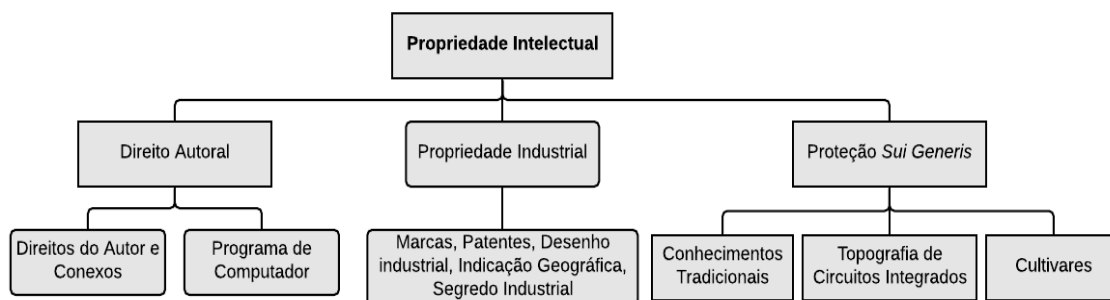 Propriedade Intelectual
Direito Autoral
Propriedade Industrial
Proteção Sui Generis
Direitos do Autor e
Conexos
Programa de
Computador
Marcas, Patentes, Desenho
industrial, Indicação Geográfica,
Segredo Industrial
Conhecimentos
Tradicionais
Topografia de
Circuitos Integrados
Cultivares